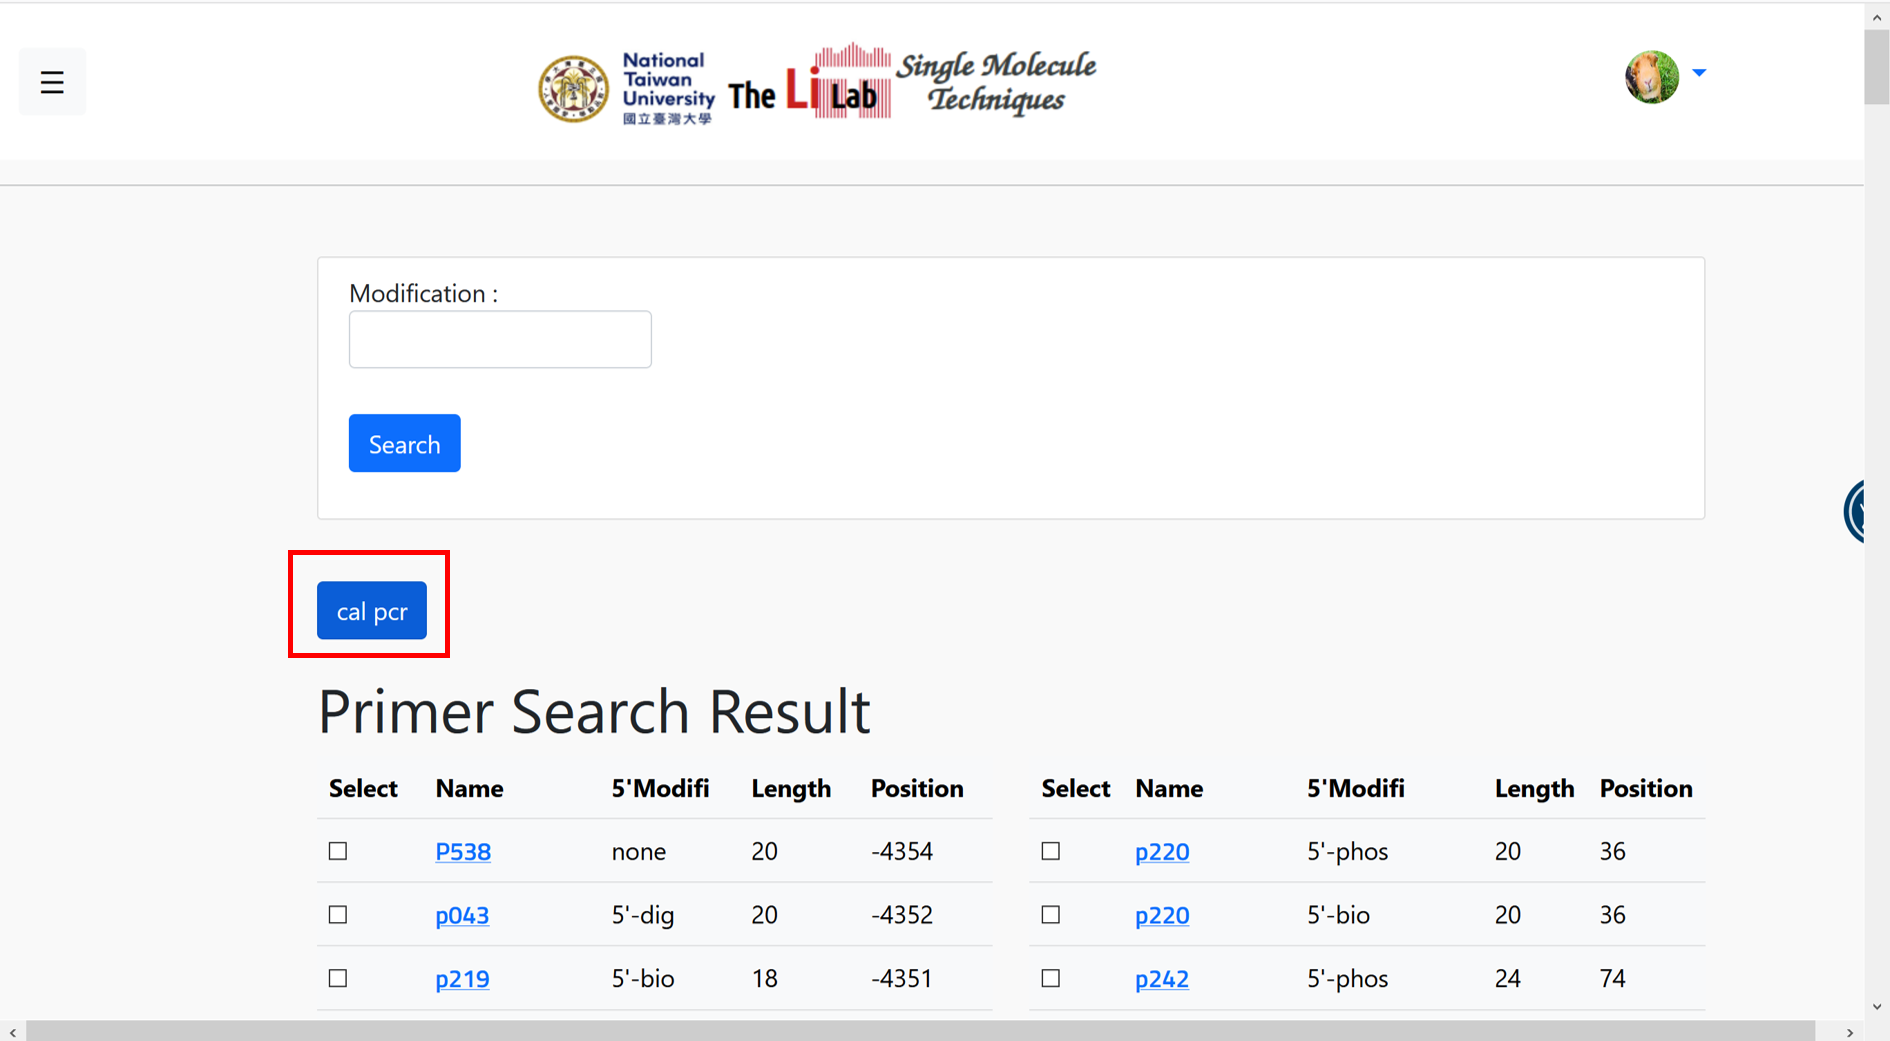 National
Taiwan
University
國立臺灣大學
The Li Lab
Single Molecule
Techniques
Modification :
Search
cal pcr
Primer Search Result
Select Name 5'Modifi Length Position Select Name 5'Modifi Length Position
P538 none 20 -4354 p220 5'-phos 20 36
p043 5'-dig 20 -4352 p220 5'-bio 20 36
p219 5'-bio 18 -4351 p242 5'-phos 24 74